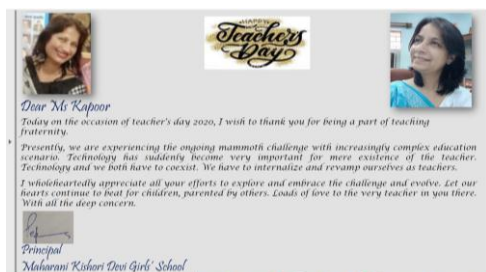 HAPPY
Teacher's
Day
Dear Ms Kapoor
Today on the occasion of teacher's day 2020, I wish to thank you for being a part of teaching
fraternity.
Presently, we are experiencing the ongoing mammoth challenge with increasingly complex education
scenario. Technology has suddenly become very important for mere existence of the teacher.
Technology and we both have to coexist. We have to internalize and revamp ourselves as teachers.
I wholeheartedly appreciate all your efforts to explore and embrace the challenge and evolve. Let our
hearts continue to beat for children, parented by others. Loads of love to the very teacher in you there.
With all the deep concern.
Principal
Maharani Kishori Devi Girls' School